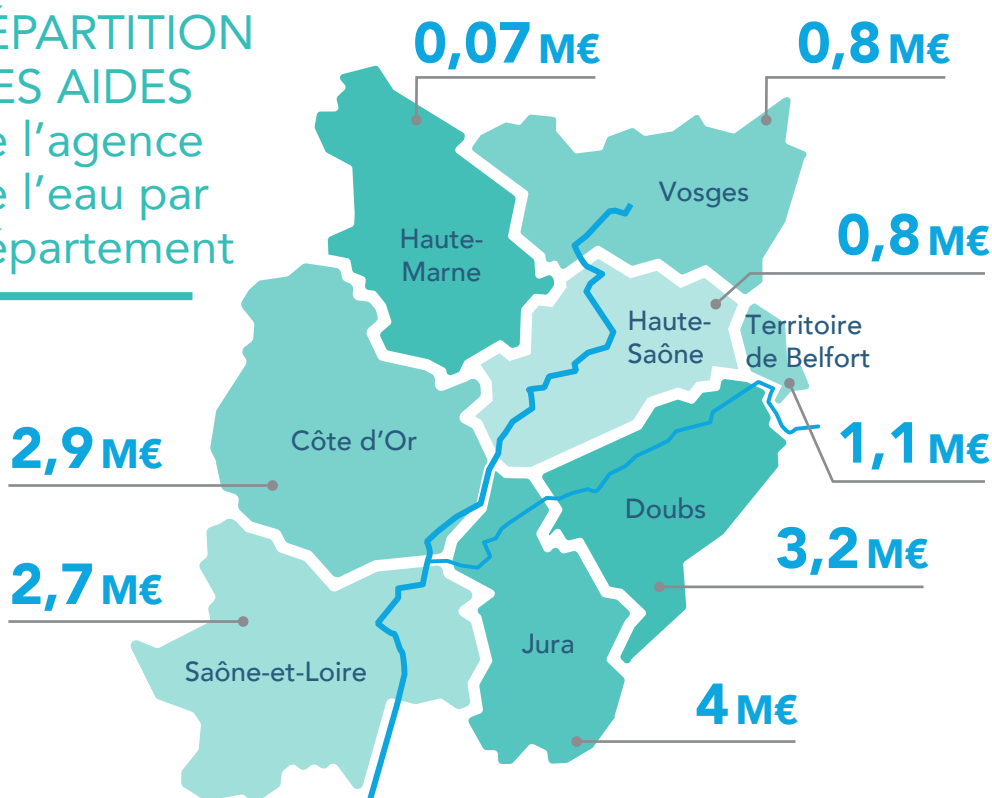 ÉPARTITION
ES AIDES
e l’agence
e l’eau par
épartement
0,07 M€
0,8 M€
Vosges
Haute-
Marne
0,8 M€
Haute-
Saône
Territoire
de Belfort
Côte d’Or
2,9 M€
1,1 M€
Doubs
3,2 M€
2,7 M€
Jura
Saône-et-Loire
4 M€